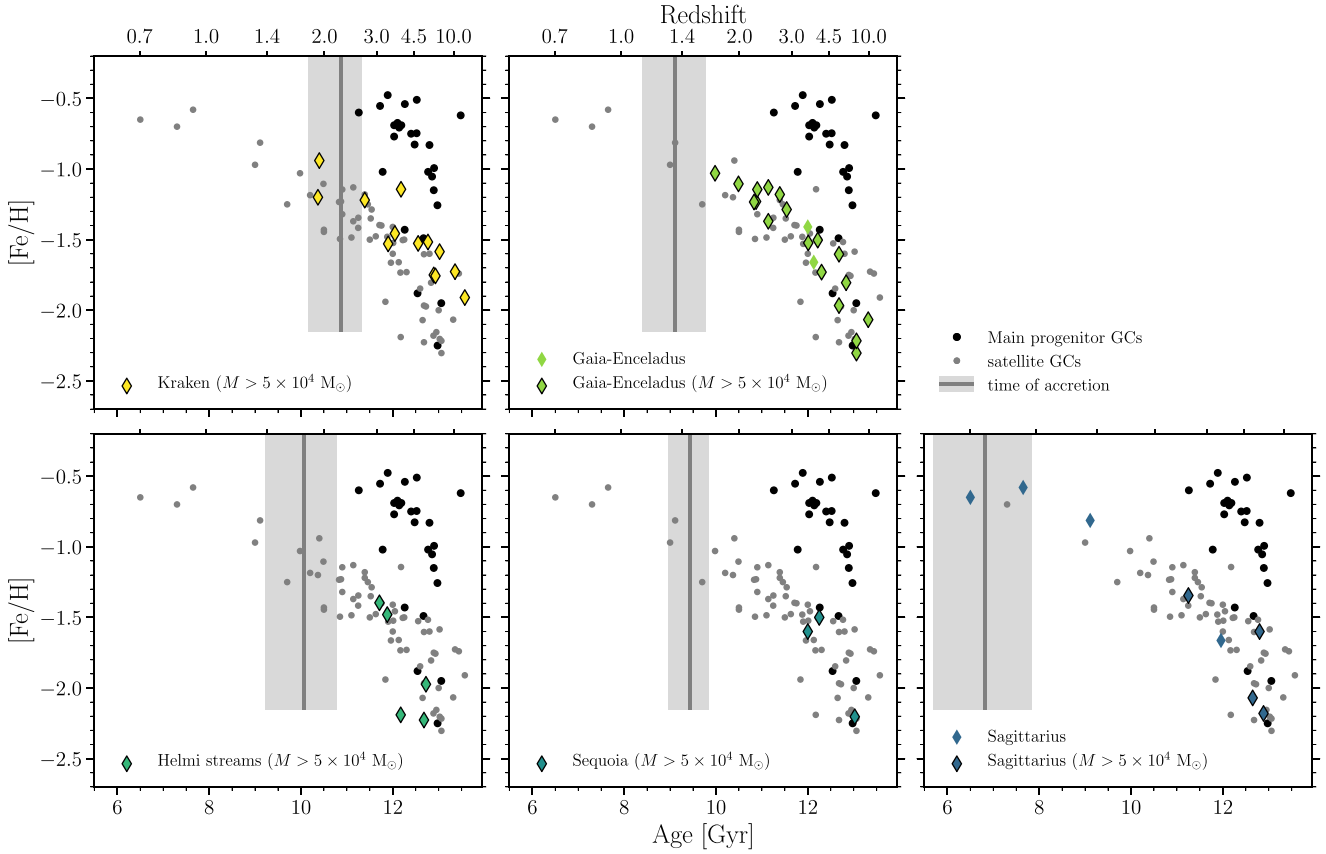 Redshift
0.7 1.0 1.4 2.0 3.0 4.5 10.0
0.7 1.0 1.4 2.0 3.0 4.5 10.0
[Fe/H]
−0.5
−1.0
−1.5
−2.0
−2.5
Kraken (M > 5 × 10⁴ M☉)
Gaia-Enceladus
Gaia-Enceladus (M > 5 × 10⁴ M☉)
Main progenitor GCs
satellite GCs
time of accretion
[Fe/H]
−0.5
−1.0
−1.5
−2.0
−2.5
Helmi streams (M > 5 × 10⁴ M☉)
Sequoia (M > 5 × 10⁴ M☉)
Sagittarius
Sagittarius (M > 5 × 10⁴ M☉)
6 8 10 12
6 8 10 12
6 8 10 12
Age [Gyr]